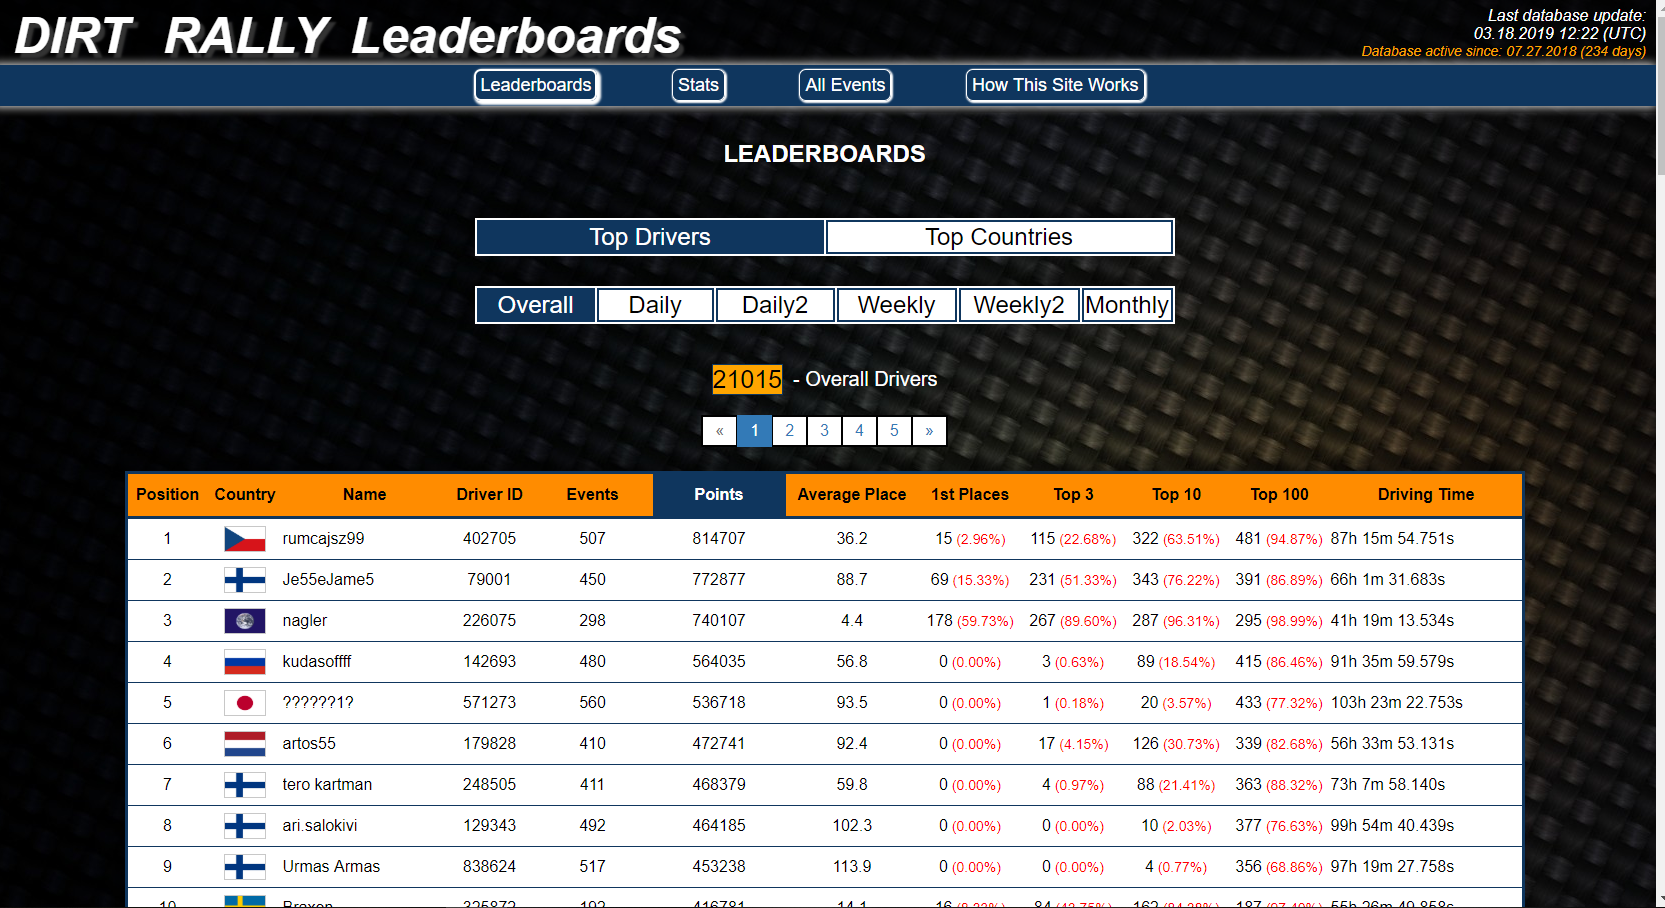 DIRT RALLY Leaderboards
Last database update:
03.18.2019 12:22 (UTC)
Database active since: 07.27.2018 (234 days)
Leaderboards Stats All Events How This Site Works
LEADERBOARDS
Top Drivers Top Countries
Overall Daily Daily2 Weekly Weekly2 Monthly
21015 - Overall Drivers
« 1 2 3 4 5 »
Position Country Name Driver ID Events Points Average Place 1st Places Top 3 Top 10 Top 100 Driving Time
1 rumcajsz99 402705 507 814707 36.2 15 (2.96%) 115 (22.68%) 322 (63.51%) 481 (94.87%) 87h 15m 54.751s
2 Je55eJame5 79001 450 772877 88.7 69 (15.33%) 231 (51.33%) 343 (76.22%) 391 (86.89%) 66h 1m 31.683s
3 nagler 226075 298 740107 4.4 178 (59.73%) 267 (89.60%) 287 (96.31%) 295 (98.99%) 41h 19m 13.534s
4 kudasoffff 142693 480 564035 56.8 0 (0.00%) 3 (0.63%) 89 (18.54%) 415 (86.46%) 91h 35m 59.579s
5 ??????1? 571273 560 536718 93.5 0 (0.00%) 1 (0.18%) 20 (3.57%) 433 (77.32%) 103h 23m 22.753s
6 artos55 179828 410 472741 92.4 0 (0.00%) 17 (4.15%) 126 (30.73%) 339 (82.68%) 56h 33m 53.131s
7 tero kartman 248505 411 468379 59.8 0 (0.00%) 4 (0.97%) 88 (21.41%) 363 (88.32%) 73h 7m 58.140s
8 ari.salokivi 129343 492 464185 102.3 0 (0.00%) 0 (0.00%) 10 (2.03%) 377 (76.63%) 99h 54m 40.439s
9 Urmas Armas 838624 517 453238 113.9 0 (0.00%) 0 (0.00%) 4 (0.77%) 356 (68.86%) 97h 19m 27.758s
10